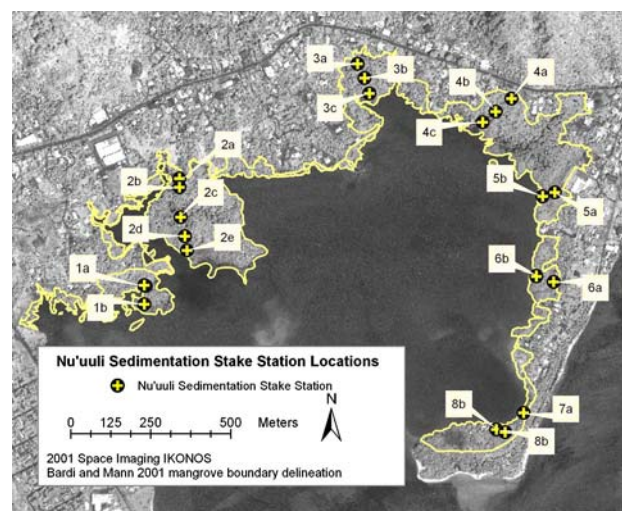 3a
3b
3c
4b
4a
4c
2a
2b
2c
2d
2e
5b
5a
1a
1b
6b
6a
7a
8b
8b
Nu'uuli Sedimentation Stake Station Locations
Nu'uuli Sedimentation Stake Station
N
0 125 250 500 Meters
2001 Space Imaging IKONOS
Bardi and Mann 2001 mangrove boundary delineation